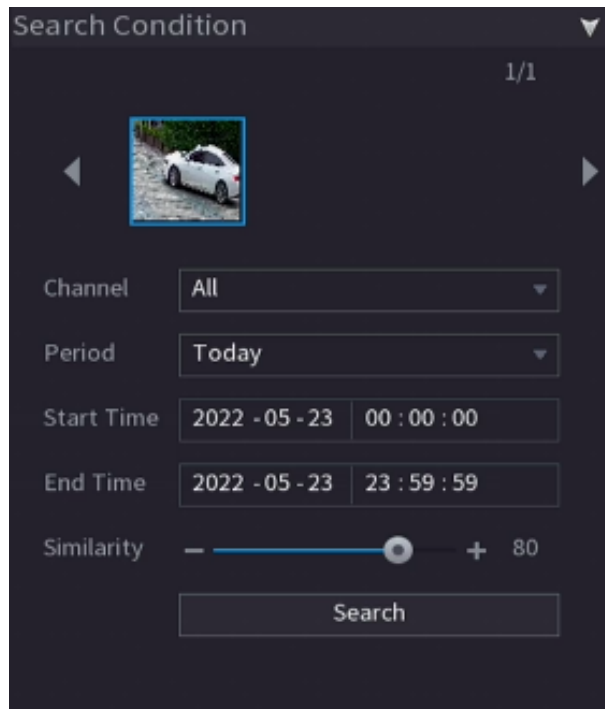 Search Condition
1/1
Channel All
Period Today
Start Time 2022 - 05 - 23 00 : 00 : 00
End Time 2022 - 05 - 23 23 : 59 : 59
Similarity − + 80
Search